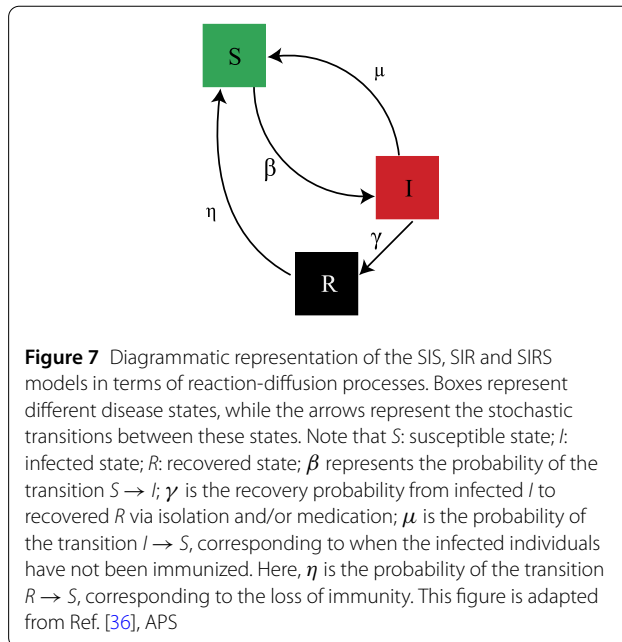 S
μ
β
I
η
γ
R
Figure 7 Diagrammatic representation of the SIS, SIR and SIRS
models in terms of reaction-diffusion processes. Boxes represent
different disease states, while the arrows represent the stochastic
transitions between these states. Note that S: susceptible state; I:
infected state; R: recovered state; β represents the probability of the
transition S → I; γ is the recovery probability from infected I to
recovered R via isolation and/or medication; μ is the probability of
the transition I → S, corresponding to when the infected individuals
have not been immunized. Here, η is the probability of the transition
R → S, corresponding to the loss of immunity. This figure is adapted
from Ref. [36], APS